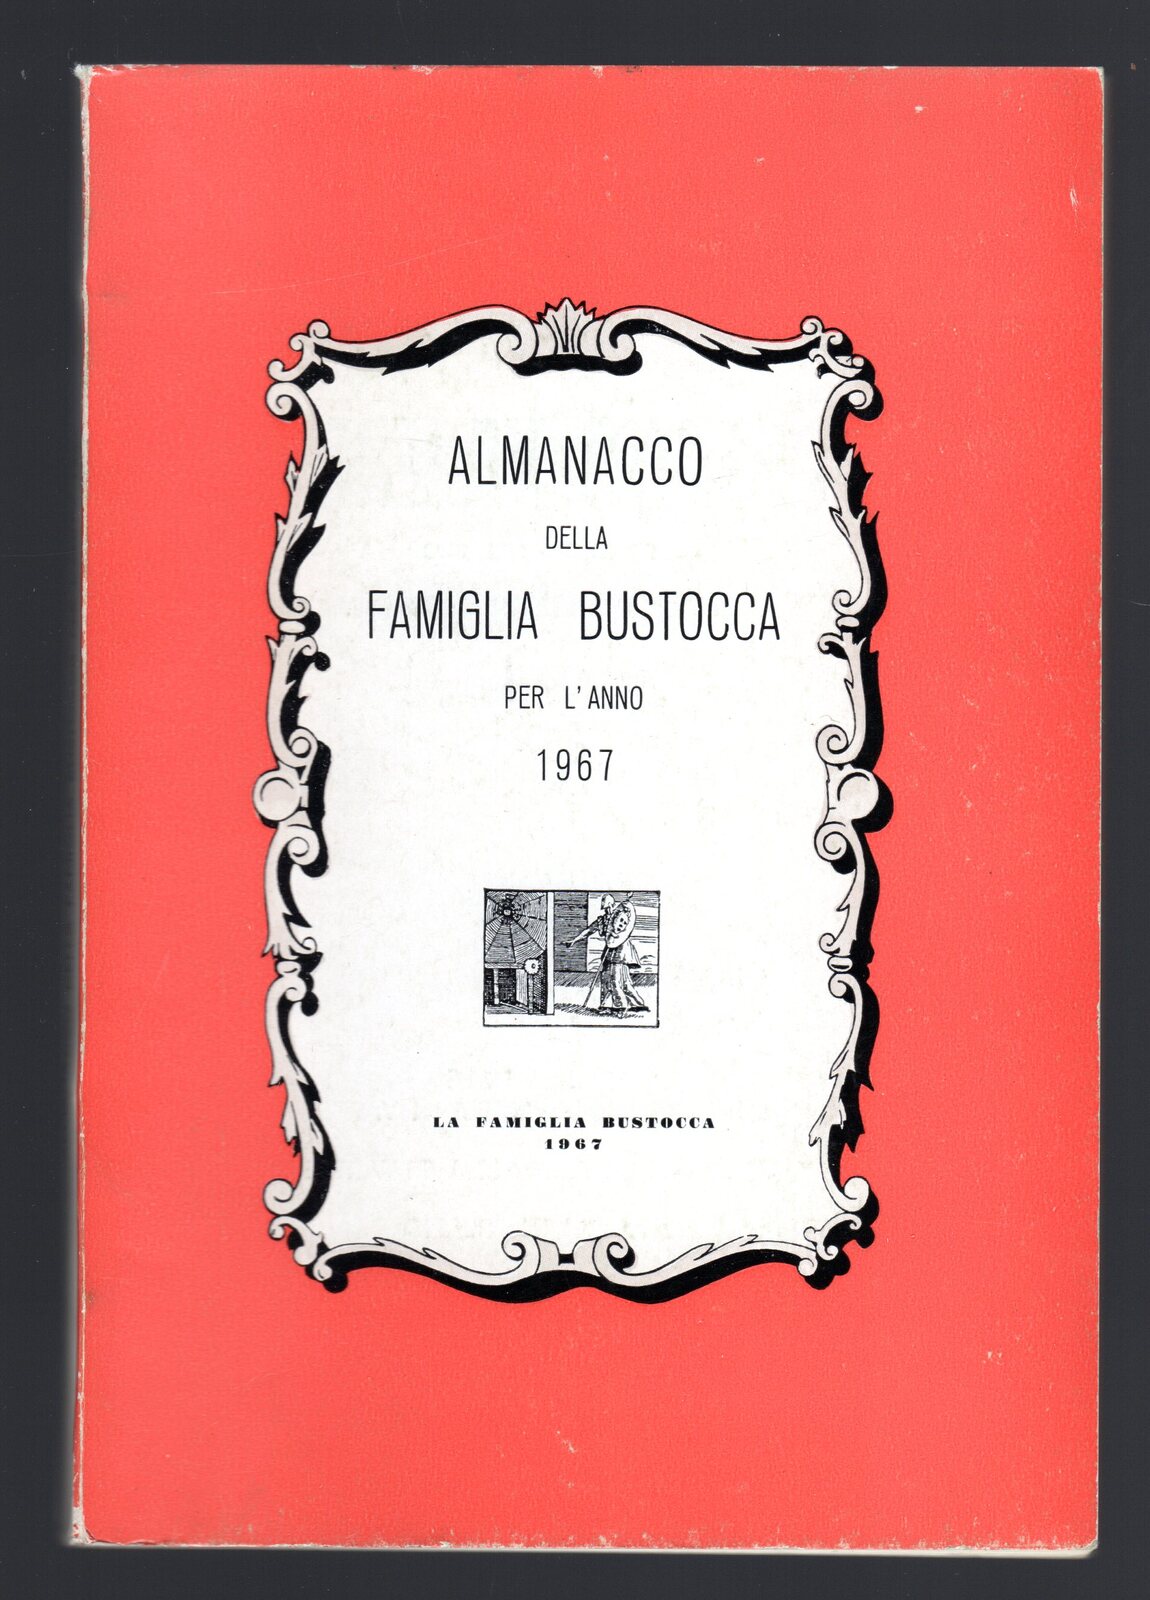 ALMANACCO
DELLA
FAMIGLIA BUSTOCCA
PER L'ANNO
1967
LA FAMIGLIA BUSTOCCA
1967